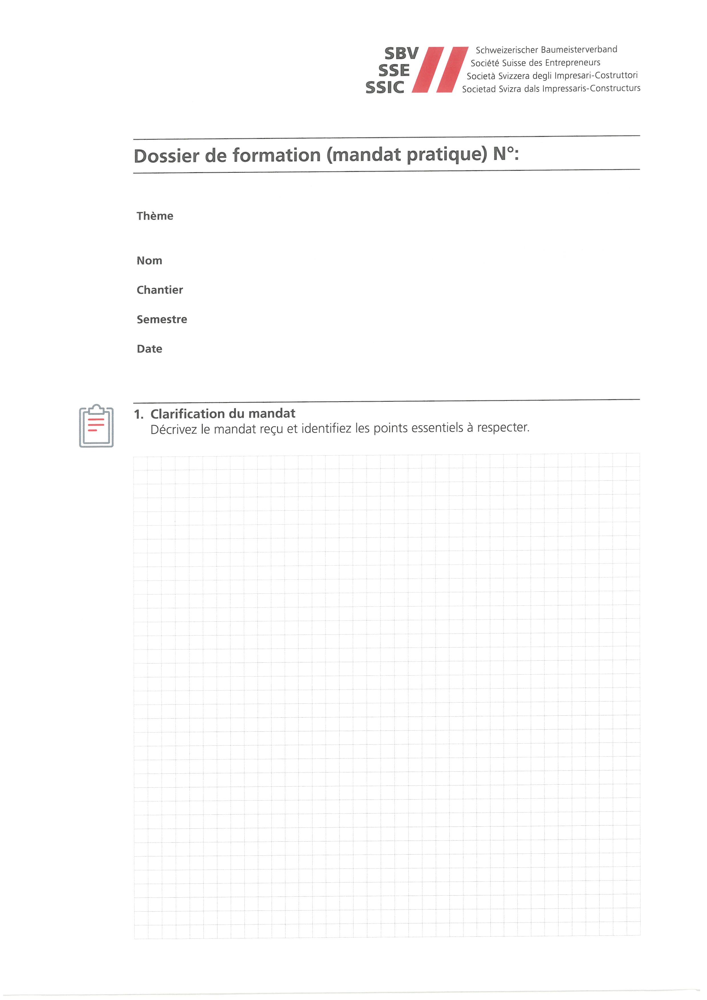 SBV
SSE
SSIC
Schweizerischer Baumeisterverband
Société Suisse des Entrepreneurs
Società Svizzera degli Impresari-Costruttori
Societad Svizra dals Impressaris-Constructurs
Dossier de formation (mandat pratique) N°:
Thème
Nom
Chantier
Semestre
Date
1. Clarification du mandat
Décrivez le mandat reçu et identifiez les points essentiels à respecter.